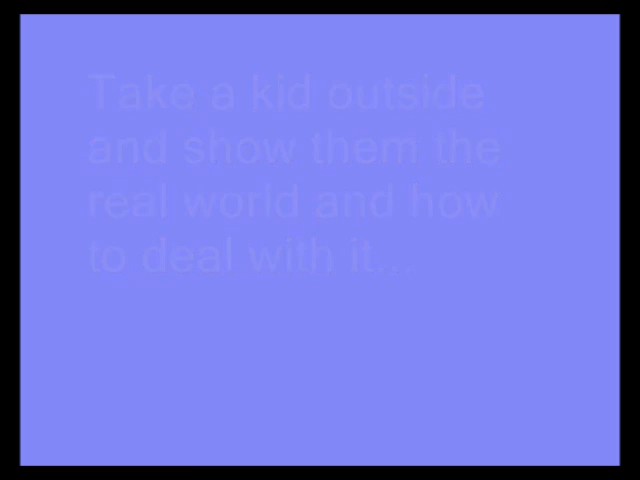 Take a kid outside
and show them the
real world and how
to deal with it...